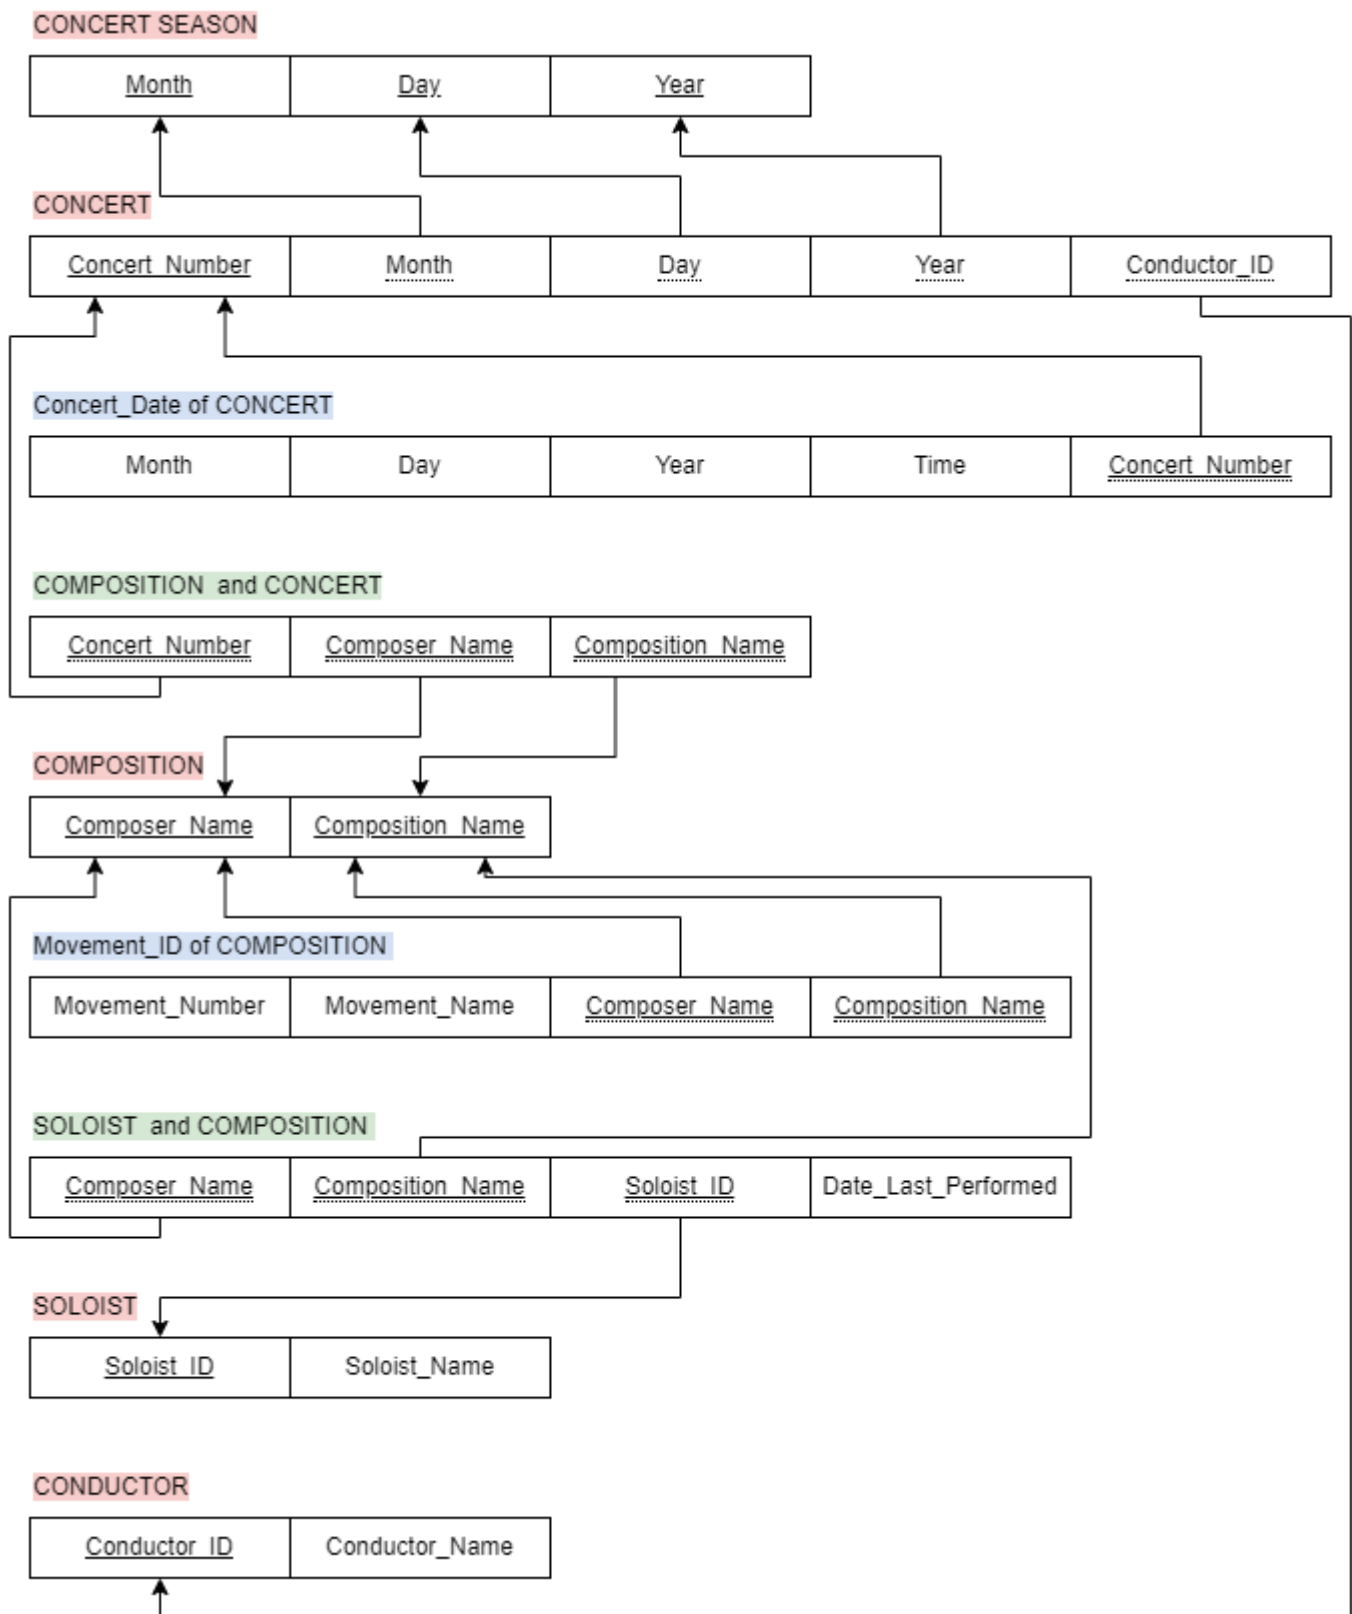 CONCERT SEASON
Month Day Year
CONCERT
Concert_Number Month Day Year Conductor_ID
Concert_Date of CONCERT
Month Day Year Time Concert_Number
COMPOSITION and CONCERT
Concert_Number Composer_Name Composition_Name
COMPOSITION
Composer_Name Composition_Name
Movement_ID of COMPOSITION
Movement_Number Movement_Name Composer_Name Composition_Name
SOLOIST and COMPOSITION
Composer_Name Composition_Name Soloist_ID Date_Last_Performed
SOLOIST
Soloist_ID Soloist_Name
CONDUCTOR
Conductor_ID Conductor_Name